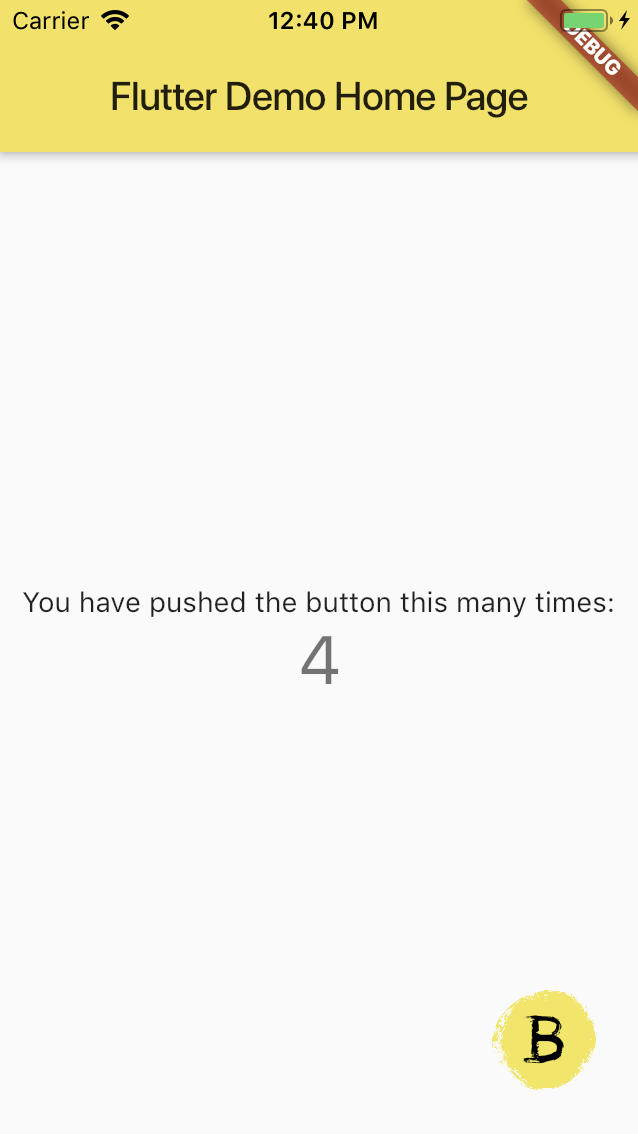 Carrier 12:40 PM
DEBUG
Flutter Demo Home Page
You have pushed the button this many times:
4
B